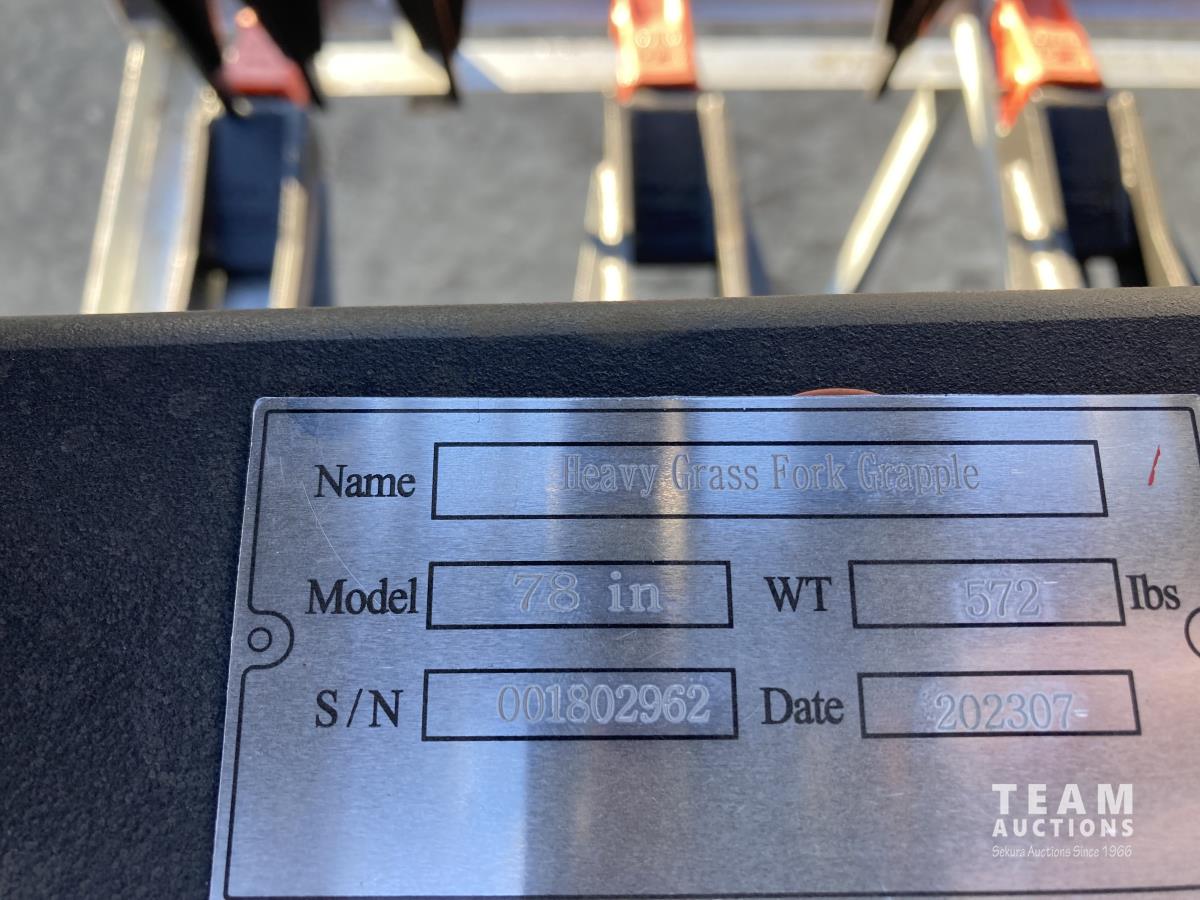 Name Heavy Grass Fork Grapple
Model 78 in WT 572 Ibs
S/N 001802962 Date 202307
TEAM
AUCTIONS
Sekura Auctions Since 1966